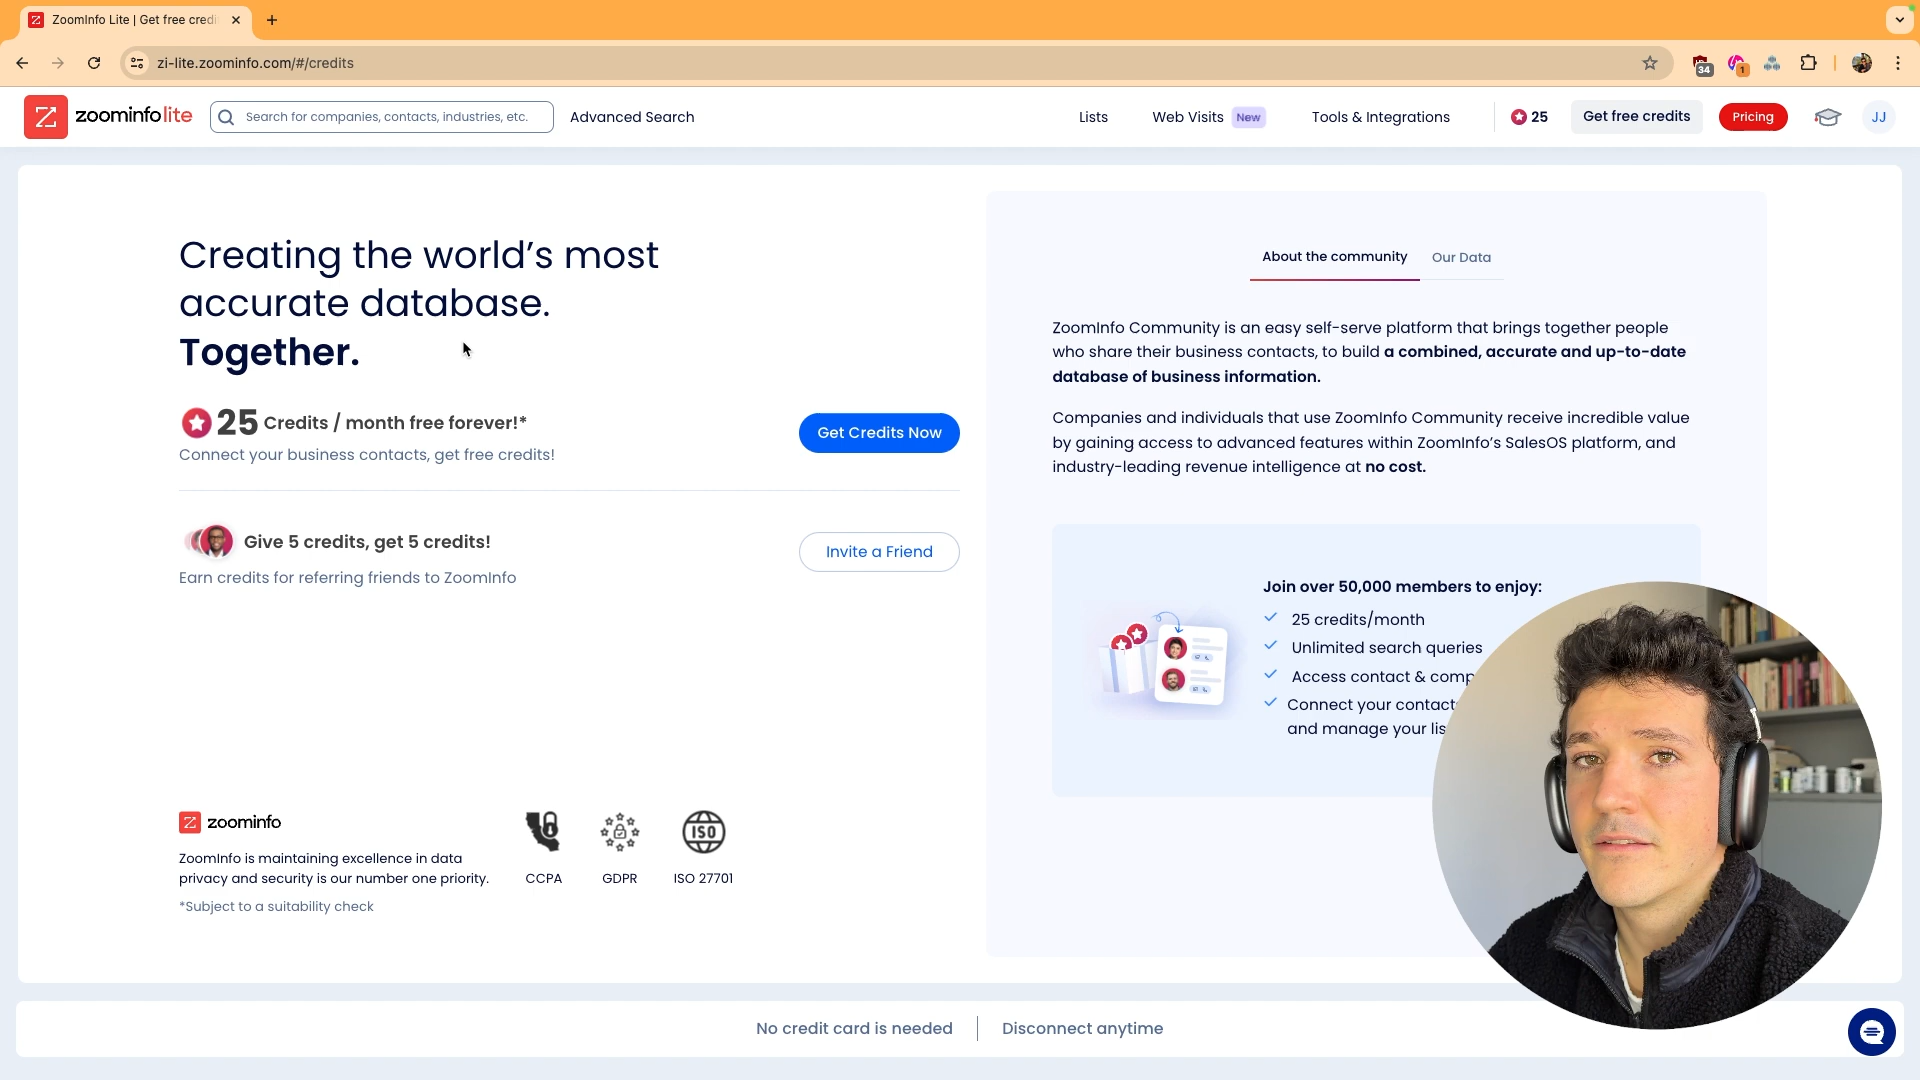 ZoomInfo Lite | Get free credi
zi-lite.zoominfo.com/#/credits
34
1
zoominfolite
Search for companies, contacts, industries, etc.
Advanced Search
Lists
Web Visits New
Tools & Integrations
25
Get free credits
Pricing
JJ
Creating the world's most
accurate database.
Together.
25 Credits / month free forever!*
Connect your business contacts, get free credits!
Get Credits Now
Give 5 credits, get 5 credits!
Earn credits for referring friends to ZoomInfo
Invite a Friend
zoominfo
ZoomInfo is maintaining excellence in data
privacy and security is our number one priority.
*Subject to a suitability check
CCPA
GDPR
ISO
ISO 27701
About the community
Our Data
ZoomInfo Community is an easy self-serve platform that brings together people
who share their business contacts, to build a combined, accurate and up-to-date
database of business information.
Companies and individuals that use ZoomInfo Community receive incredible value
by gaining access to advanced features within ZoomInfo's SalesOS platform, and
industry-leading revenue intelligence at no cost.
Join over 50,000 members to enjoy:
25 credits/month
Unlimited search queries
Access contact & comp
Connect your contact
and manage your lis
No credit card is needed
Disconnect anytime